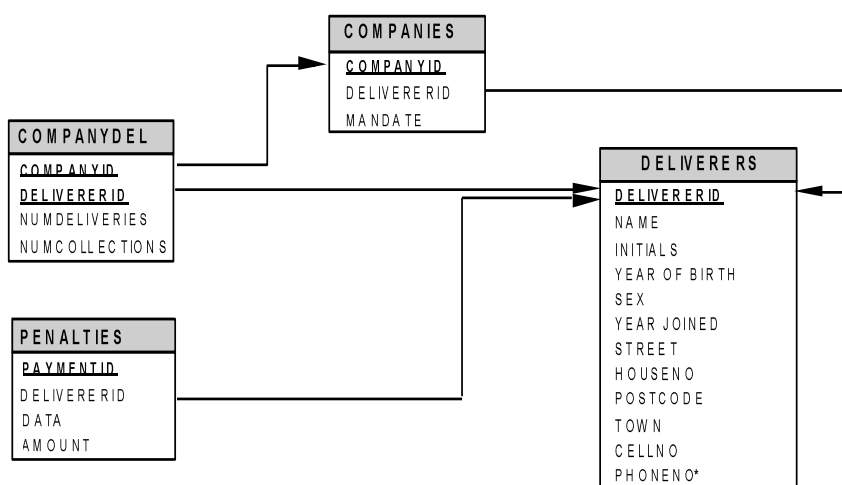 COMPANIES
COMPANYID
DELIVERERID
MANDATE
COMPANYDEL
COMPANYID
DELIVERERID
NUMDELIVERIES
NUMCOLLECTIONS
DELIVERERS
DELIVERERID
NAME
INITIALS
YEAR OF BIRTH
SEX
YEAR JOINED
STREET
HOUSENO
POSTCODE
TOWN
CELLNO
PHONENO*
PENALTIES
PAYMENTID
DELIVERERID
DATA
AMOUNT